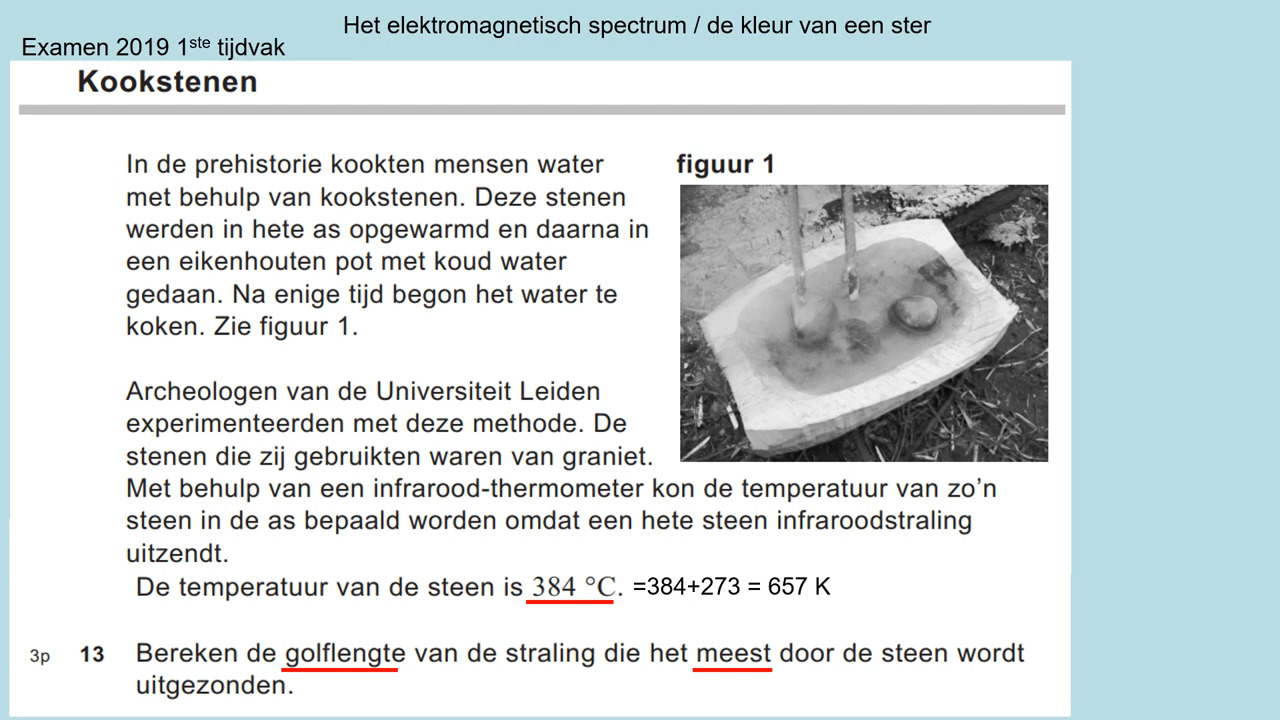 Het elektromagnetisch spectrum / de kleur van een ster
Examen 2019 1ste tijdvak
Kookstenen
In de prehistorie kookten mensen water
met behulp van kookstenen. Deze stenen
werden in hete as opgewarmd en daarna in
een eikenhouten pot met koud water
gedaan. Na enige tijd begon het water te
koken. Zie figuur 1.
figuur 1
Archeologen van de Universiteit Leiden
experimenteerden met deze methode. De
stenen die zij gebruikten waren van graniet.
Met behulp van een infrarood-thermometer kon de temperatuur van zo’n
steen in de as bepaald worden omdat een hete steen infraroodstraling
uitzendt.
De temperatuur van de steen is 384 °C. =384+273 = 657 K
3p 13 Bereken de golflengte van de straling die het meest door de steen wordt
uitgezonden.